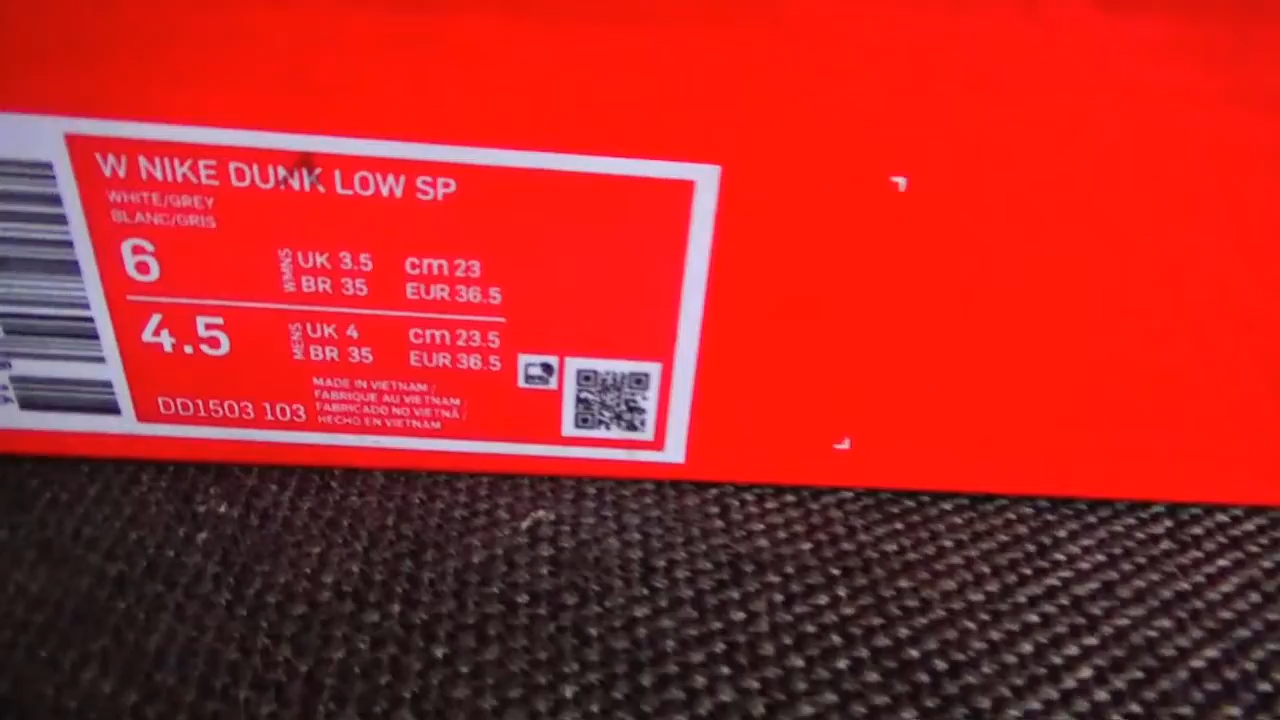 W NIKE DUNK LOW SP
WHITE/GREY
BLANC/GRIS
6
WMNS
UK 3.5 cm 23
BR 35 EUR 36.5
4.5
MENS
UK 4 cm 23.5
BR 35 EUR 36.5
MADE IN VIETNAM /
FABRIQUE AU VIETNAM /
FABRICADO NO VIETNÃ /
HECHO EN VIETNAM
DD1503 103